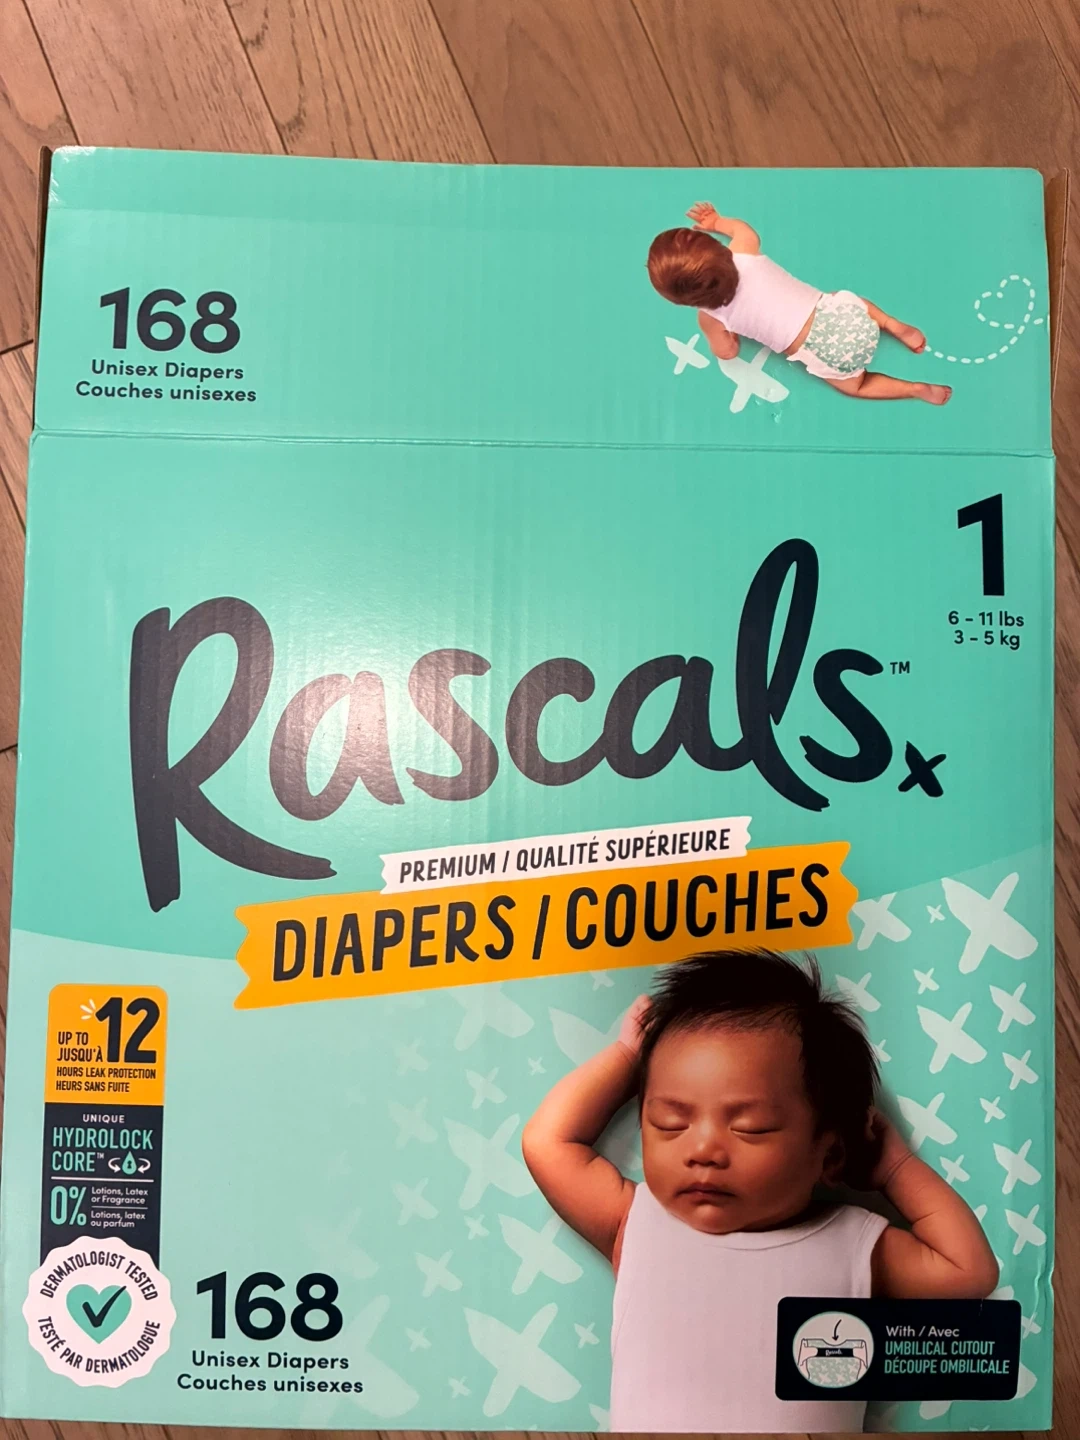 168
Unisex Diapers
Couches unisexes
1
6 - 11 lbs
3 - 5 kg
Rascals™
x
PREMIUM / QUALITÉ SUPÉRIEURE
DIAPERS / COUCHES
UP TO
JUSQU'À
12
HOURS LEAK PROTECTION
HEURS SANS FUITE
UNIQUE
HYDROLOCK
CORE™
0%
Lotions, Latex
or Fragrance
Lotions, latex
ou parfum
DERMATOLOGIST TESTED
TESTÉ PAR DERMATOLOGUE
168
Unisex Diapers
Couches unisexes
Rascals
With / Avec
UMBILICAL CUTOUT
DÉCOUPE OMBILICALE